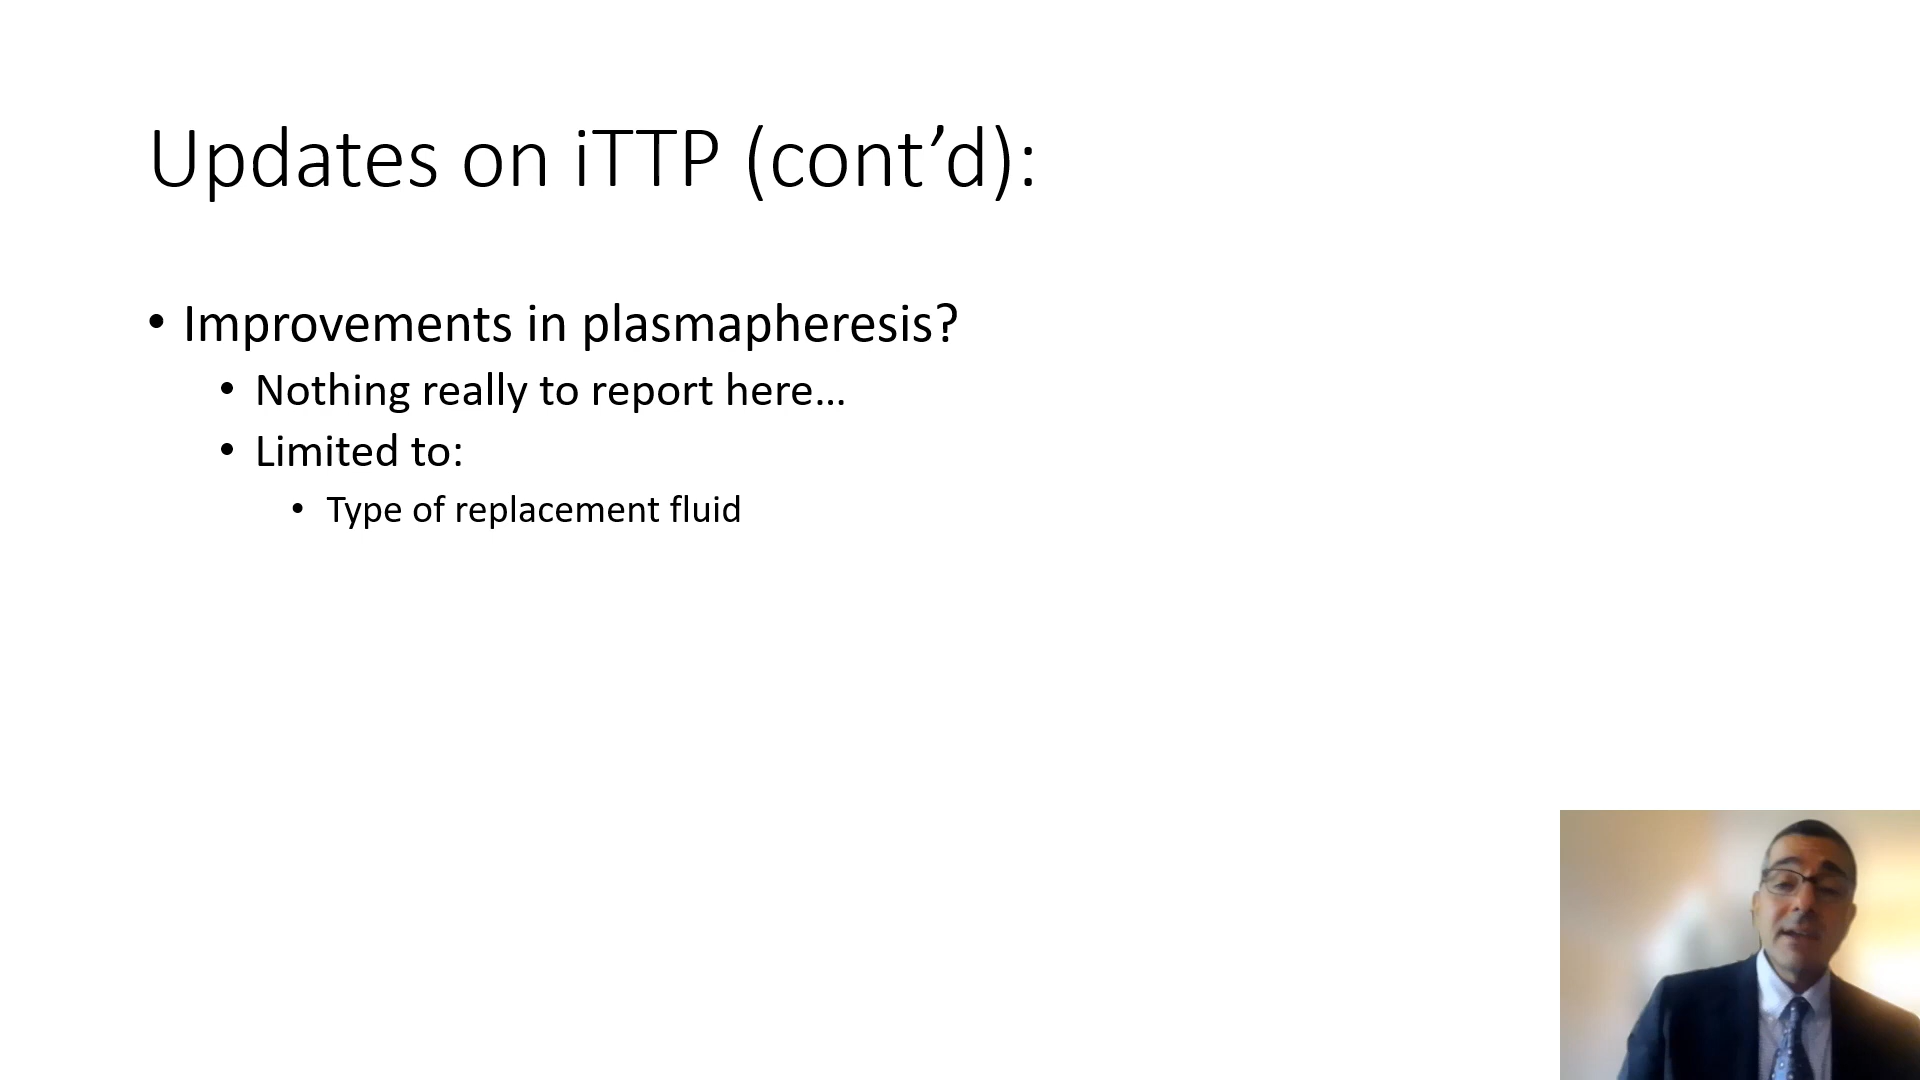 Updates on iTTP (cont’d):
• Improvements in plasmapheresis?
• Nothing really to report here…
• Limited to:
• Type of replacement fluid